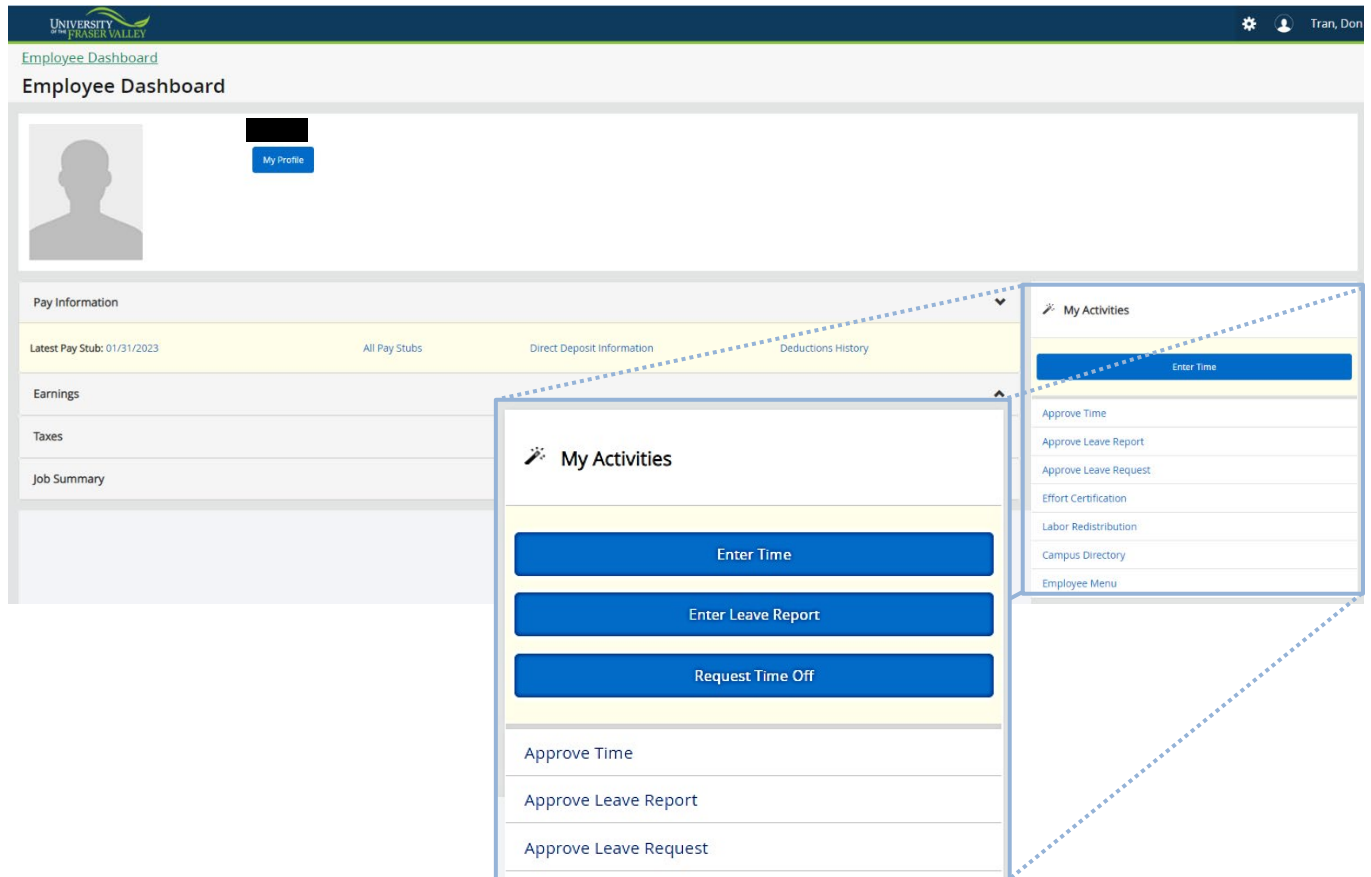 UNIVERSITY
OF THE FRASER VALLEY
Tran, Don
Employee Dashboard
Employee Dashboard
My Profile
Pay Information
Latest Pay Stub: 01/31/2023 All Pay Stubs Direct Deposit Information Deductions History
Earnings
Taxes
Job Summary
My Activities
Enter Time
Approve Time
Approve Leave Report
Approve Leave Request
Effort Certification
Labor Redistribution
Campus Directory
Employee Menu
My Activities
Enter Time
Enter Leave Report
Request Time Off
Approve Time
Approve Leave Report
Approve Leave Request